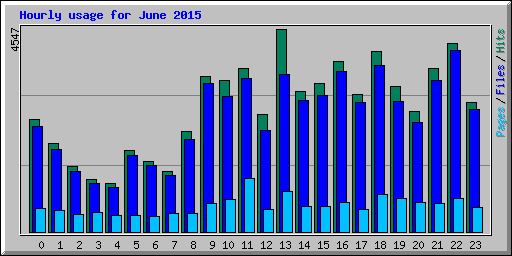 Hourly usage for June 2015
4547
Pages/Files/Hits
0 1 2 3 4 5 6 7 8 9 10 11 12 13 14 15 16 17 18 19 20 21 22 23